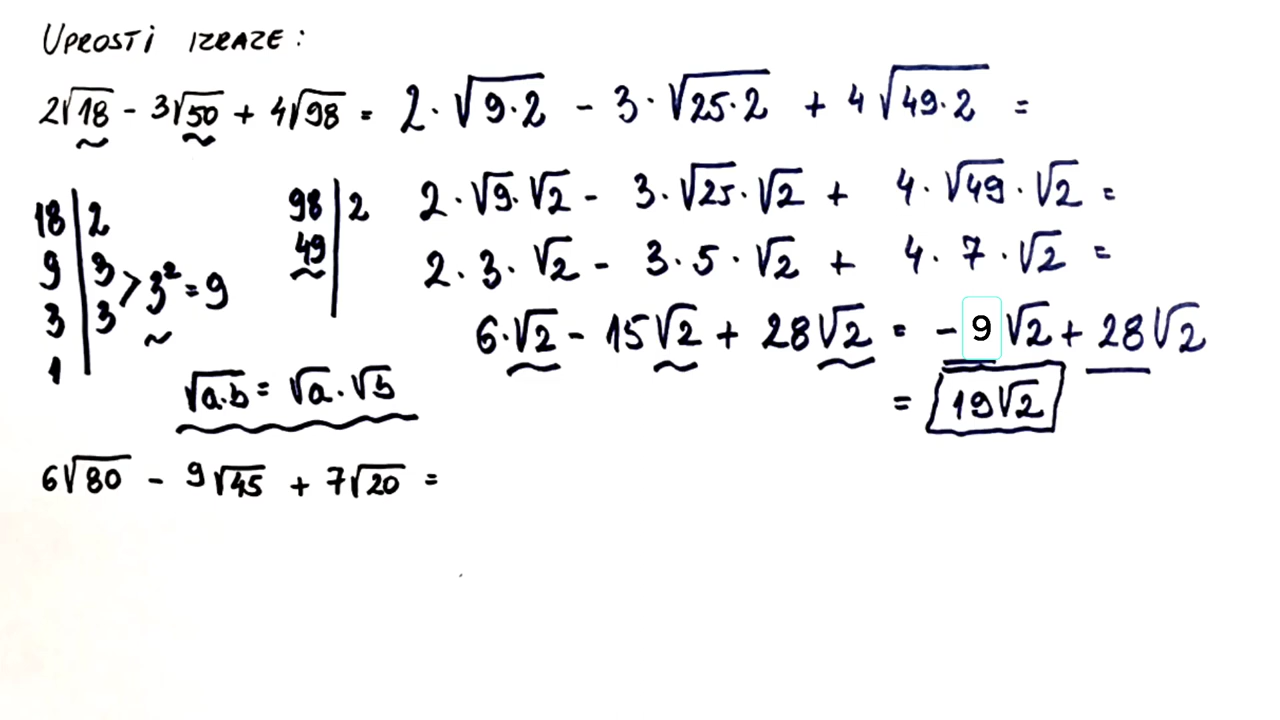 UPROSTI IZRAZE:
2√18 - 3√50 + 4√98 = 2·√9·2 - 3·√25·2 + 4√49·2 =
2·√9·√2 - 3·√25·√2 + 4·√49·√2 =
2·3·√2 - 3·5·√2 + 4·7·√2 =
6·√2 - 15√2 + 28√2 = -9√2 + 28√2
= 19√2
18 | 2
9 | 3
3 | 3 > 3² = 9
1 |
98 | 2
49 |
√a·b = √a·√b
6√80 - 9√45 + 7√20 =